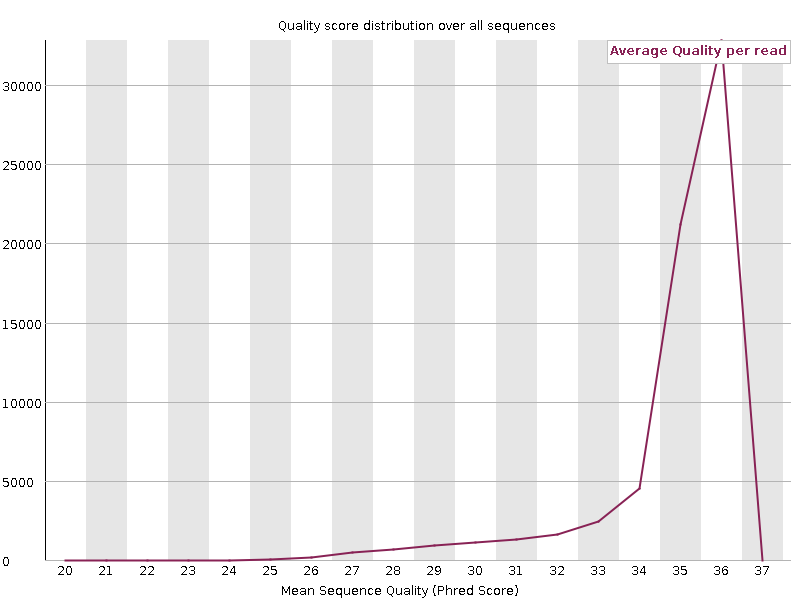 Quality score distribution over all sequences
Average Quality per read
30000
25000
20000
15000
10000
5000
0
20 21 22 23 24 25 26 27 28 29 30 31 32 33 34 35 36 37
Mean Sequence Quality (Phred Score)